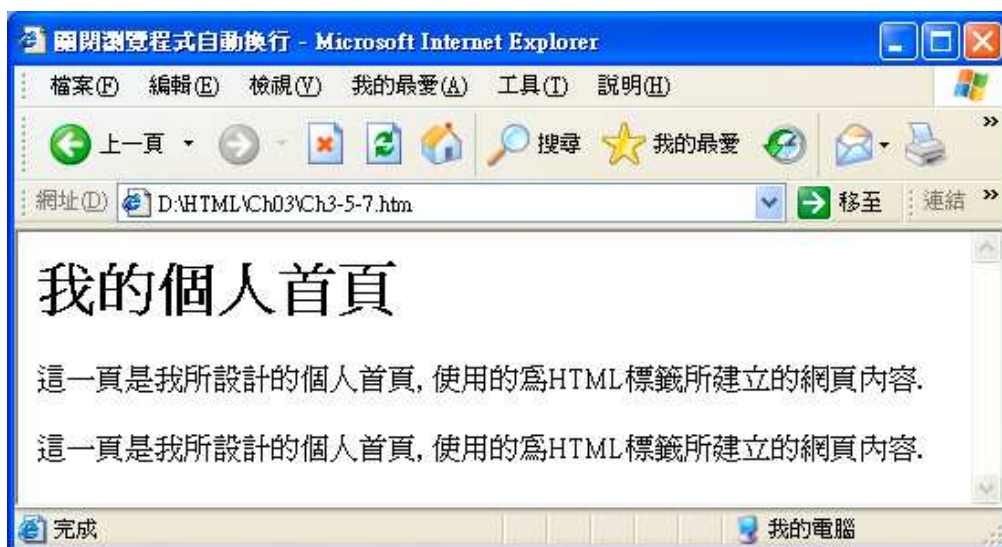 關閉瀏覽程式自動換行 - Microsoft Internet Explorer
檔案(F) 編輯(E) 檢視(V) 我的最愛(A) 工具(T) 說明(H)
上一頁 搜尋 我的最愛 »
網址(D) D:\HTML\Ch03\Ch3-5-7.htm 移至 連結 »
我的個人首頁
這一頁是我所設計的個人首頁, 使用的為HTML標籤所建立的網頁內容.
這一頁是我所設計的個人首頁, 使用的為HTML標籤所建立的網頁內容.
完成 我的電腦